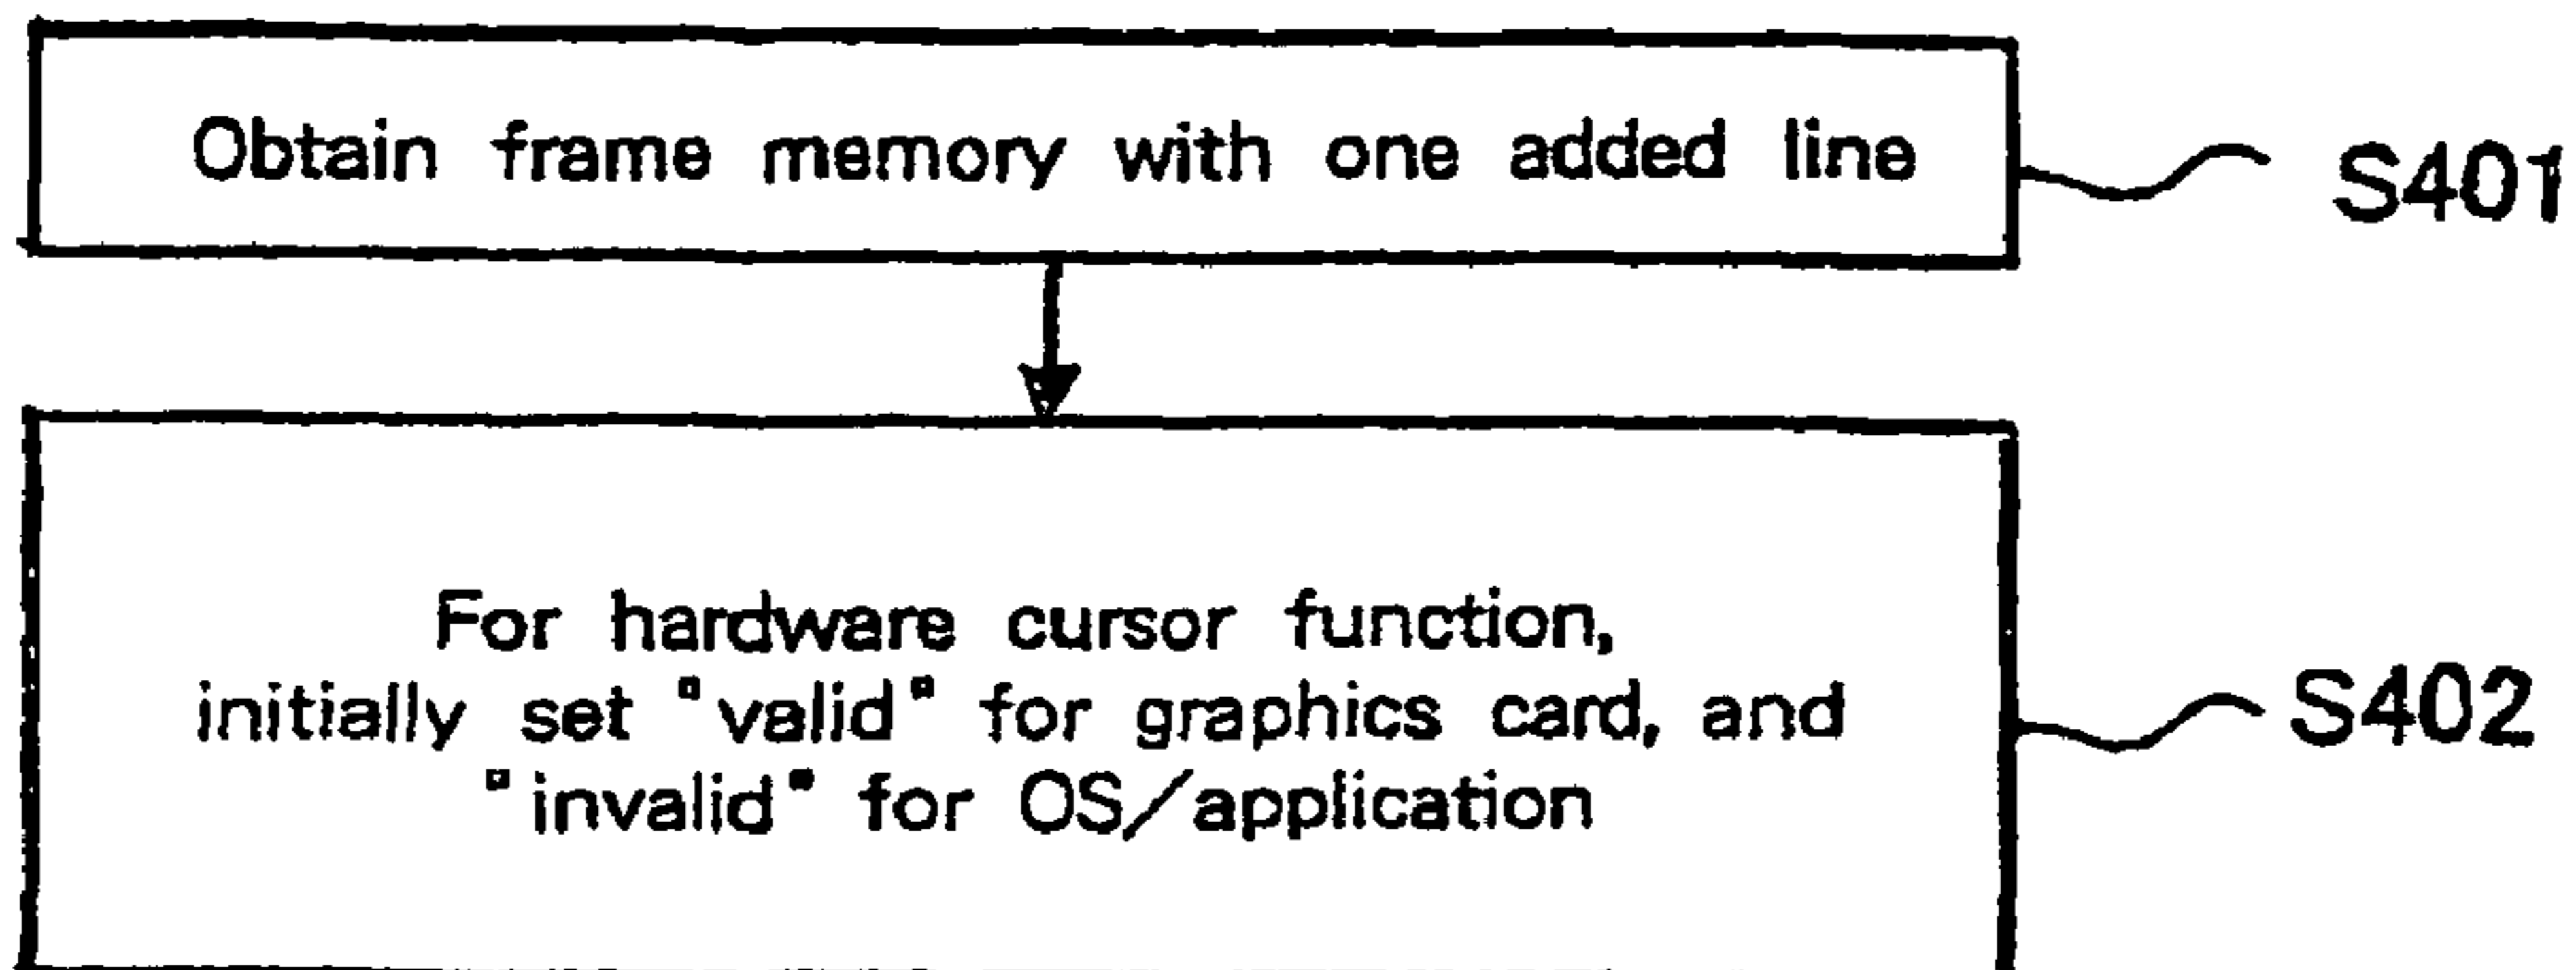 Obtain frame memory with one added line
S401
For hardware cursor function,
initially set "valid" for graphics card, and
"invalid" for OS/application
S402